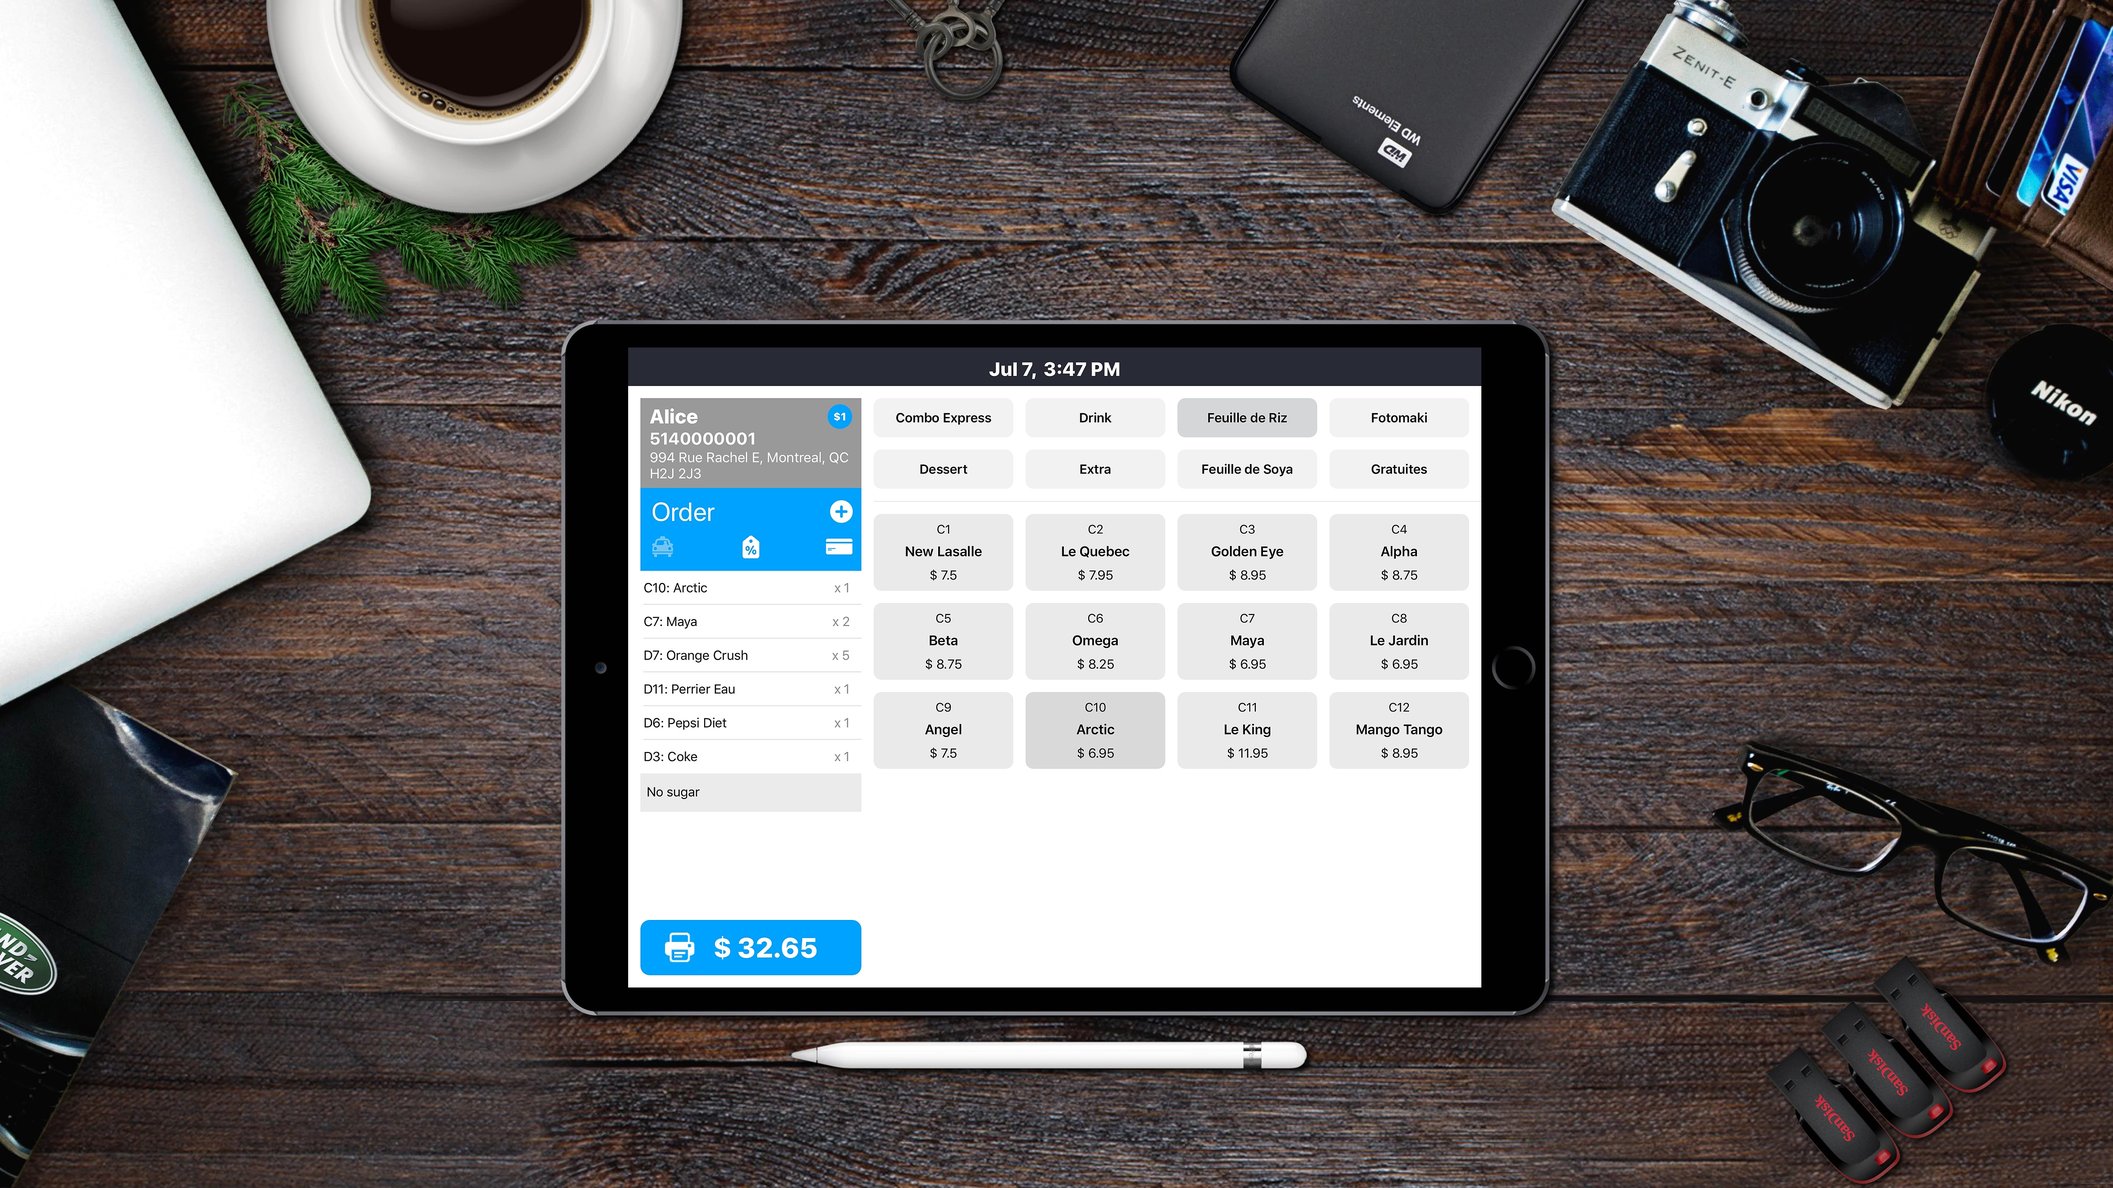 WD Elements
WD
ZENIT-E
VISA
Nikon
Jul 7, 3:47 PM
Alice
$1
5140000001
994 Rue Rachel E, Montreal, QC
H2J 2J3
Order
%
C10: Arctic x 1
C7: Maya x 2
D7: Orange Crush x 5
D11: Perrier Eau x 1
D6: Pepsi Diet x 1
D3: Coke x 1
No sugar
$ 32.65
Combo Express
Drink
Feuille de Riz
Fotomaki
Dessert
Extra
Feuille de Soya
Gratuites
C1
New Lasalle
$ 7.5
C2
Le Quebec
$ 7.95
C3
Golden Eye
$ 8.95
C4
Alpha
$ 8.75
C5
Beta
$ 8.75
C6
Omega
$ 8.25
C7
Maya
$ 6.95
C8
Le Jardin
$ 6.95
C9
Angel
$ 7.5
C10
Arctic
$ 6.95
C11
Le King
$ 11.95
C12
Mango Tango
$ 8.95
SanDisk
SanDisk
SanDisk